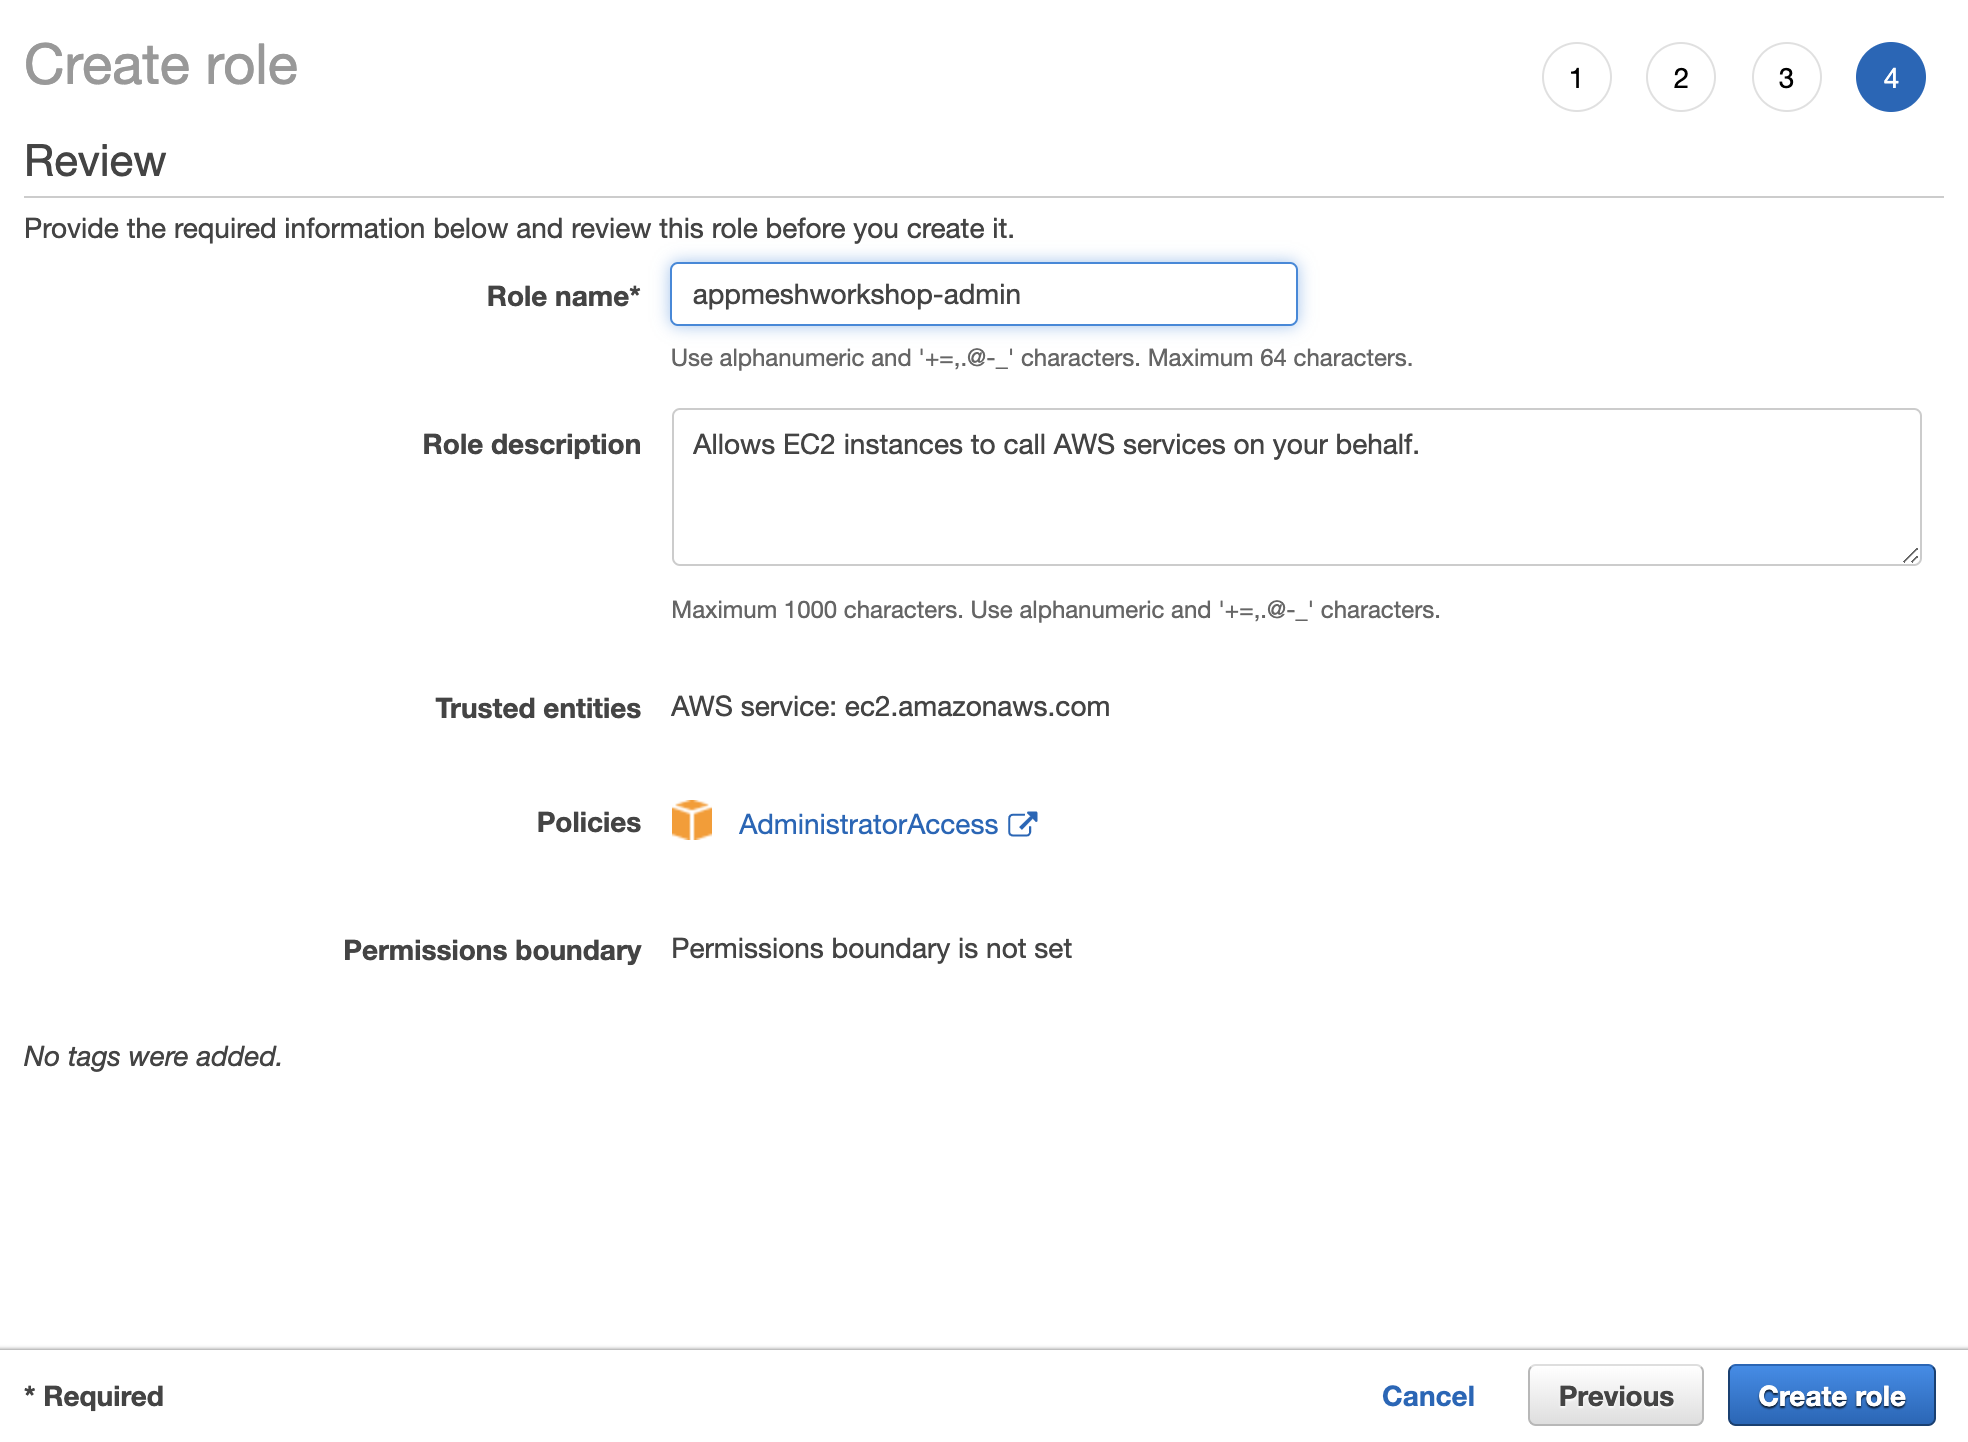 Create role
1 2 3 4
Review
Provide the required information below and review this role before you create it.
Role name* appmeshworkshop-admin
Use alphanumeric and '+=,.@-_' characters. Maximum 64 characters.
Role description Allows EC2 instances to call AWS services on your behalf.
Maximum 1000 characters. Use alphanumeric and '+=,.@-_' characters.
Trusted entities AWS service: ec2.amazonaws.com
Policies AdministratorAccess
Permissions boundary Permissions boundary is not set
No tags were added.
* Required Cancel Previous Create role